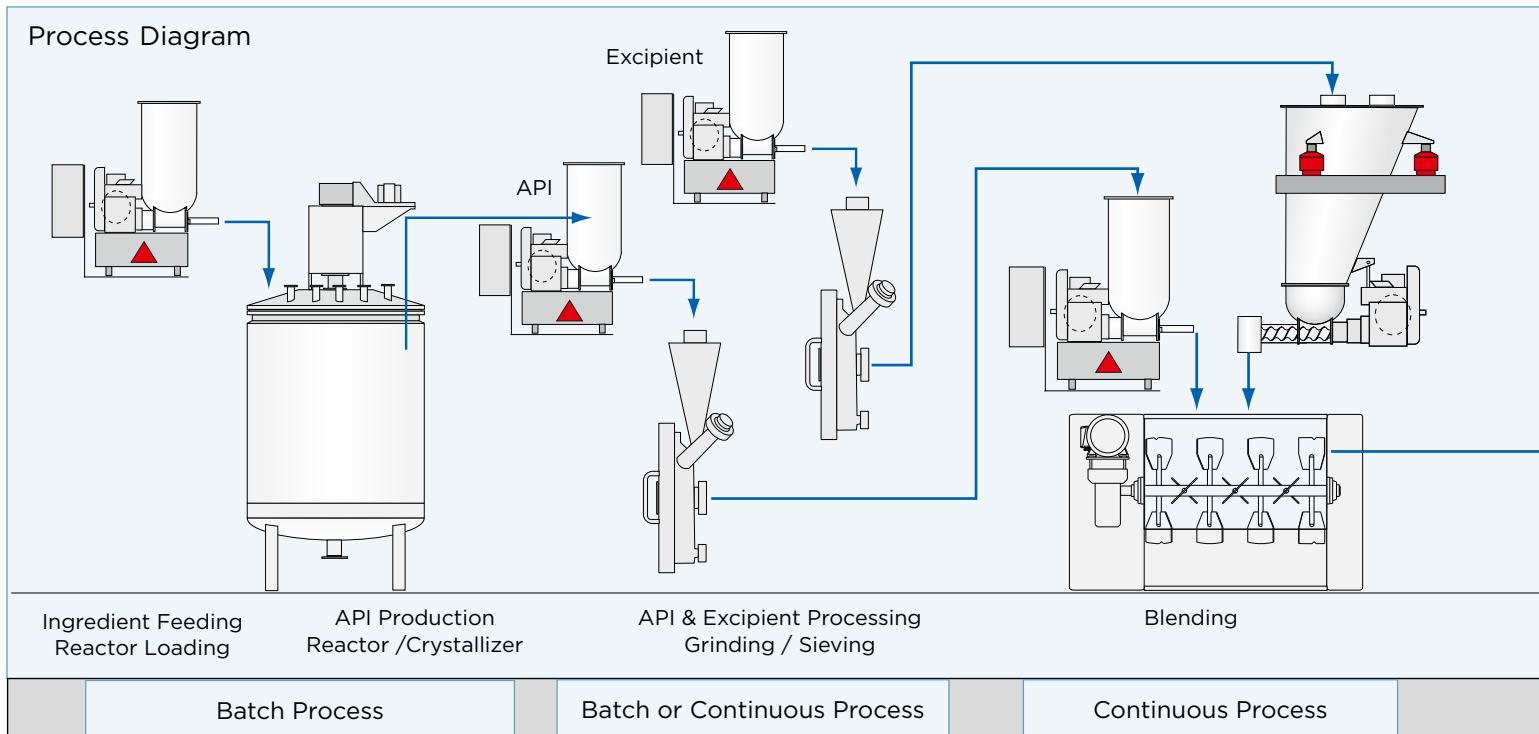 Process Diagram
Excipient
API
Ingredient Feeding
Reactor Loading
API Production
Reactor /Crystallizer
API & Excipient Processing
Grinding / Sieving
Blending
Batch Process
Batch or Continuous Process
Continuous Process